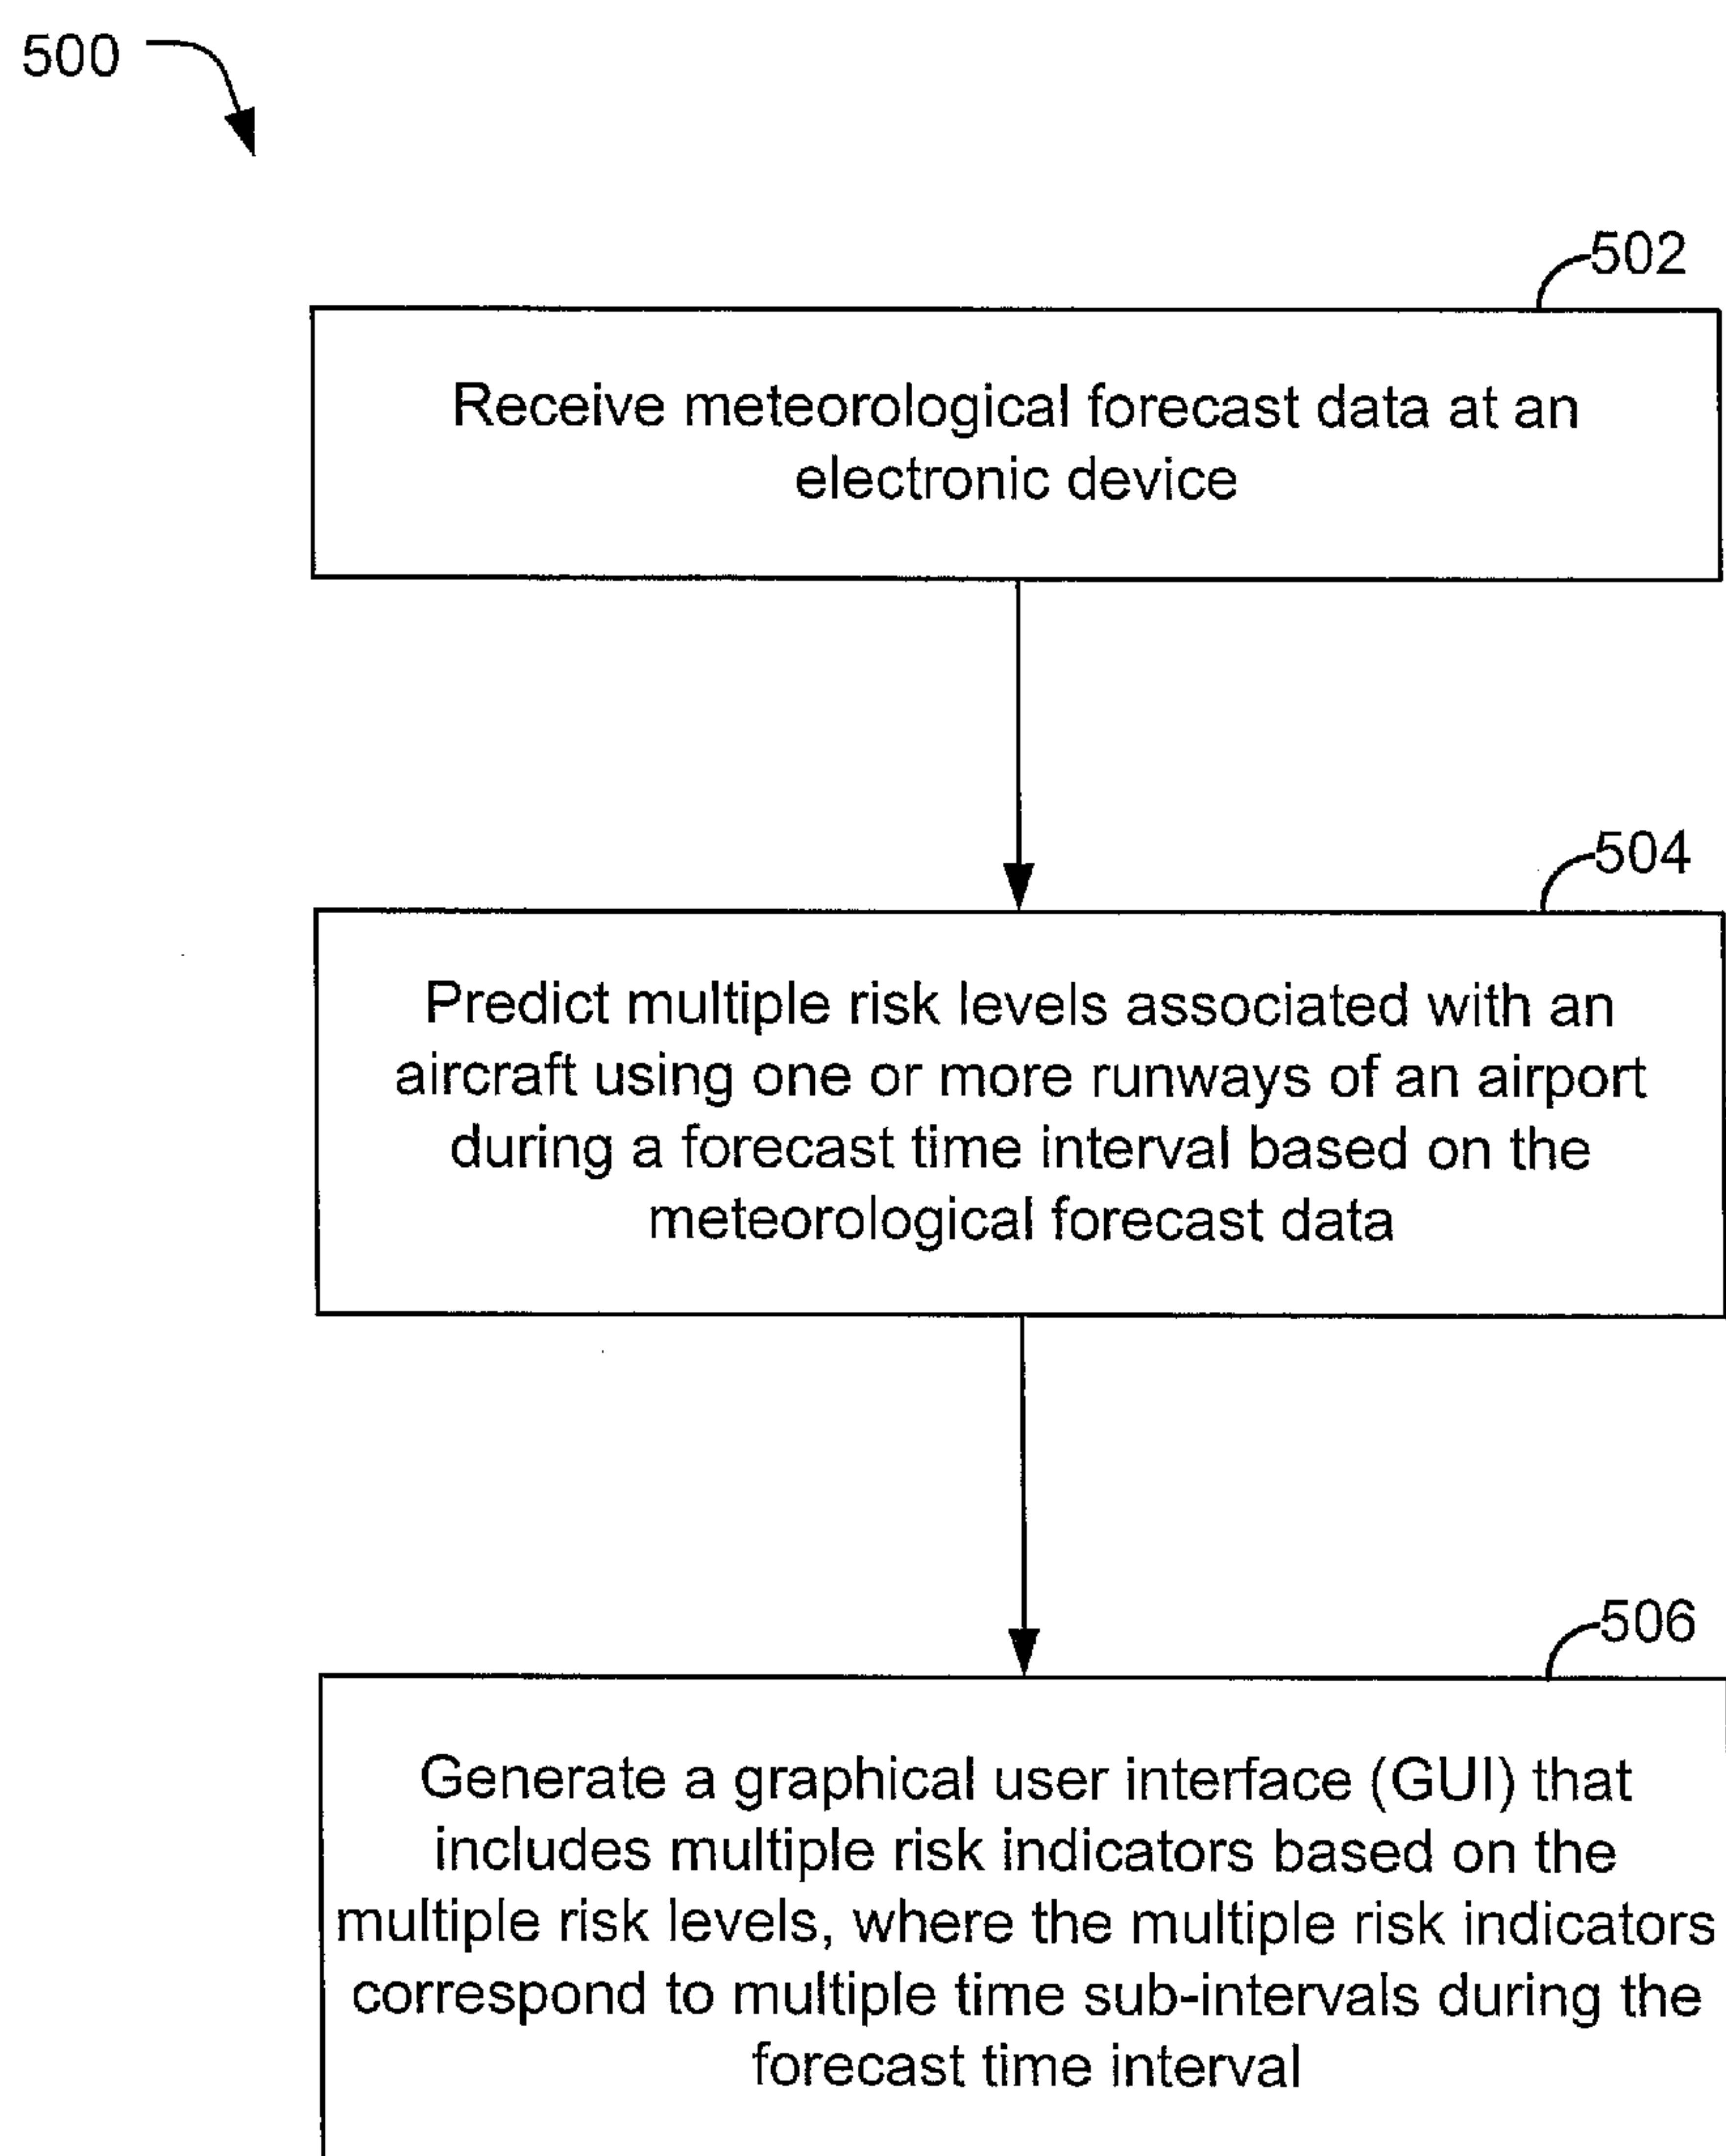 500
502
Receive meteorological forecast data at an
electronic device
504
Predict multiple risk levels associated with an
aircraft using one or more runways of an airport
during a forecast time interval based on the
meteorological forecast data
506
Generate a graphical user interface (GUI) that
includes multiple risk indicators based on the
multiple risk levels, where the multiple risk indicators
correspond to multiple time sub-intervals during the
forecast time interval